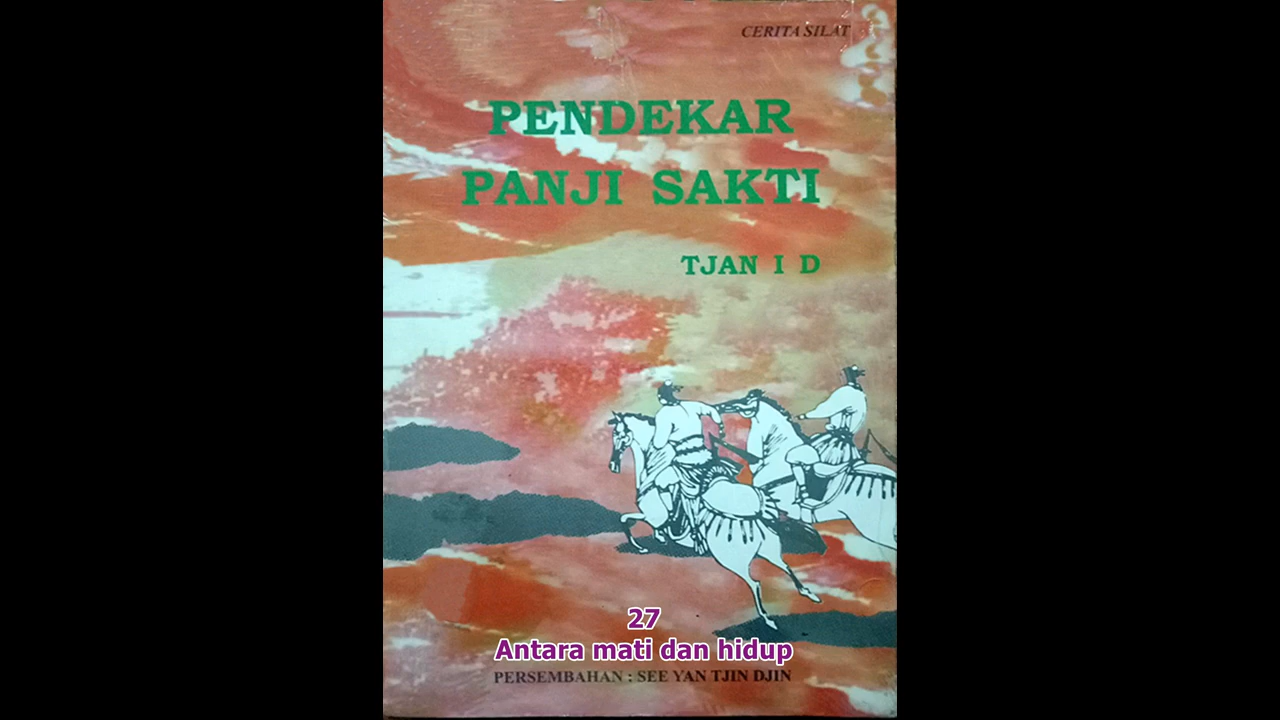 CERITA SILAT
PENDEKAR
PANJI SAKTI
TJAN I D
27
Antara mati dan hidup
PERSEMBAHAN : SEE YAN TJIN DJIN